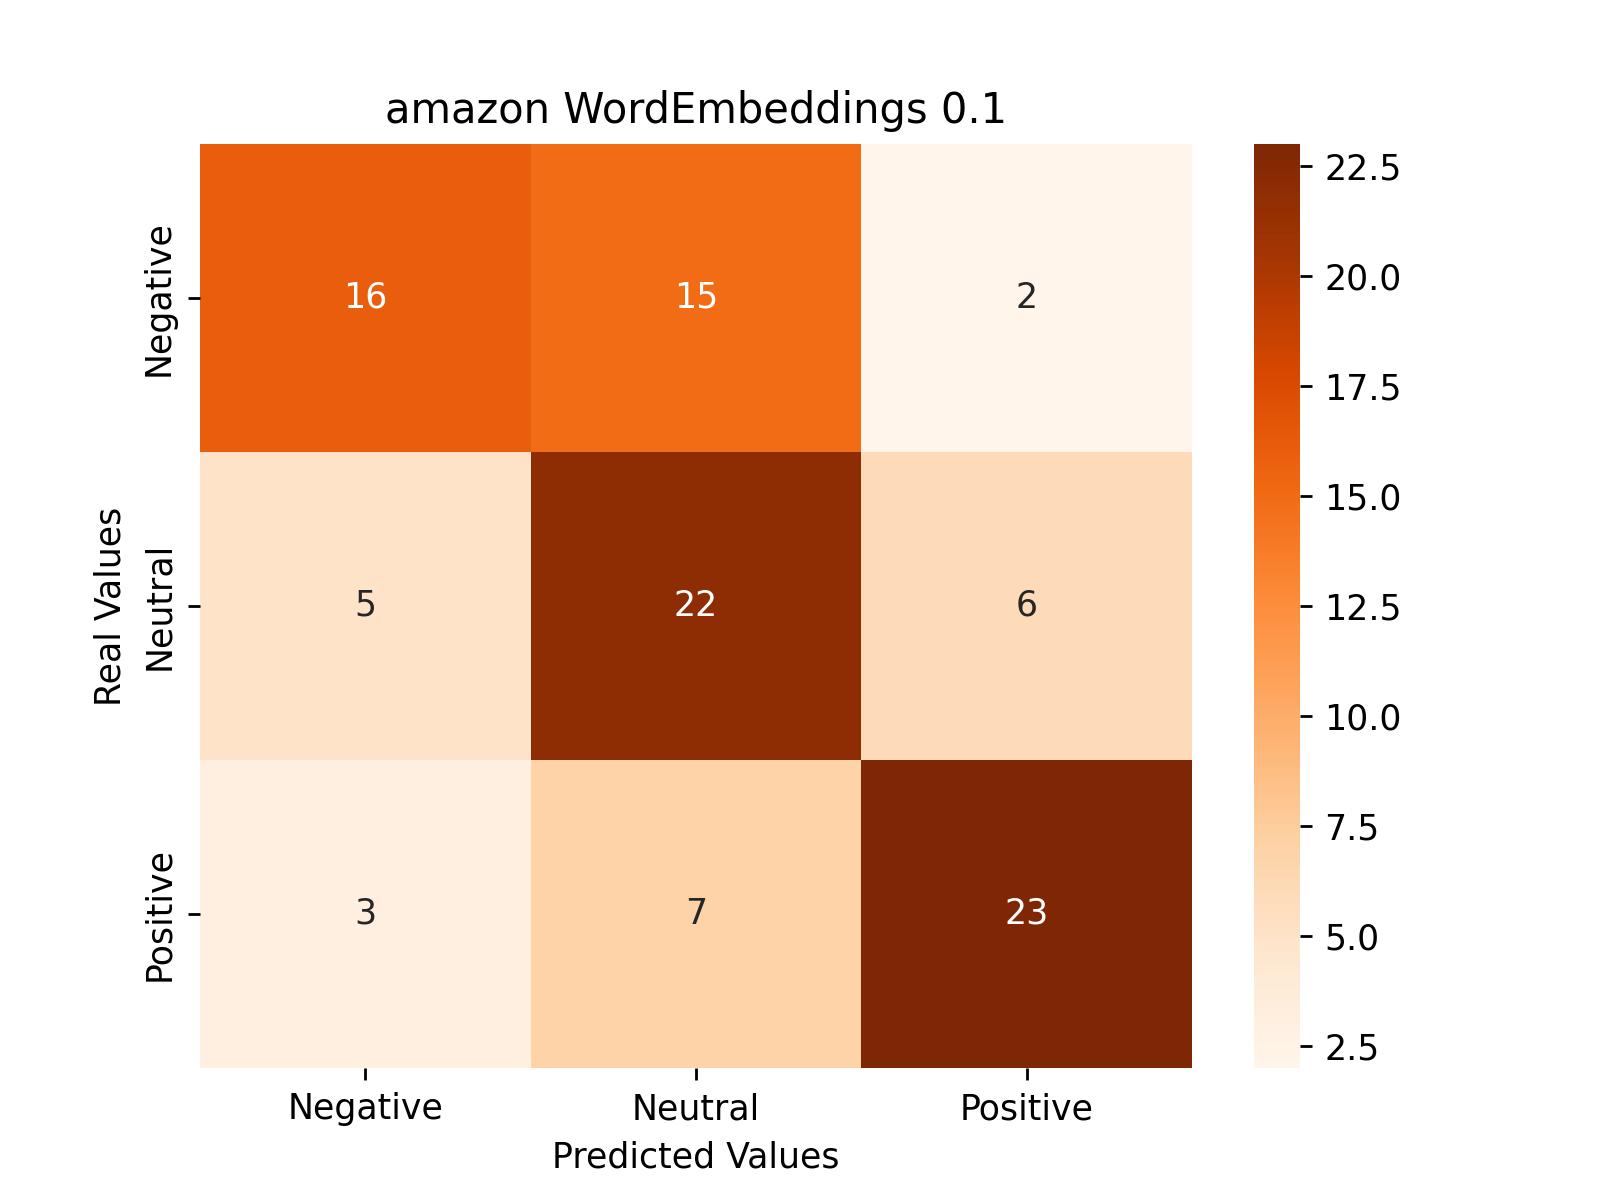 amazon WordEmbeddings 0.1
Real Values
Negative
16 15 2
Neutral
5 22 6
Positive
3 7 23
Negative Neutral Positive
Predicted Values
22.5
20.0
17.5
15.0
12.5
10.0
7.5
5.0
2.5